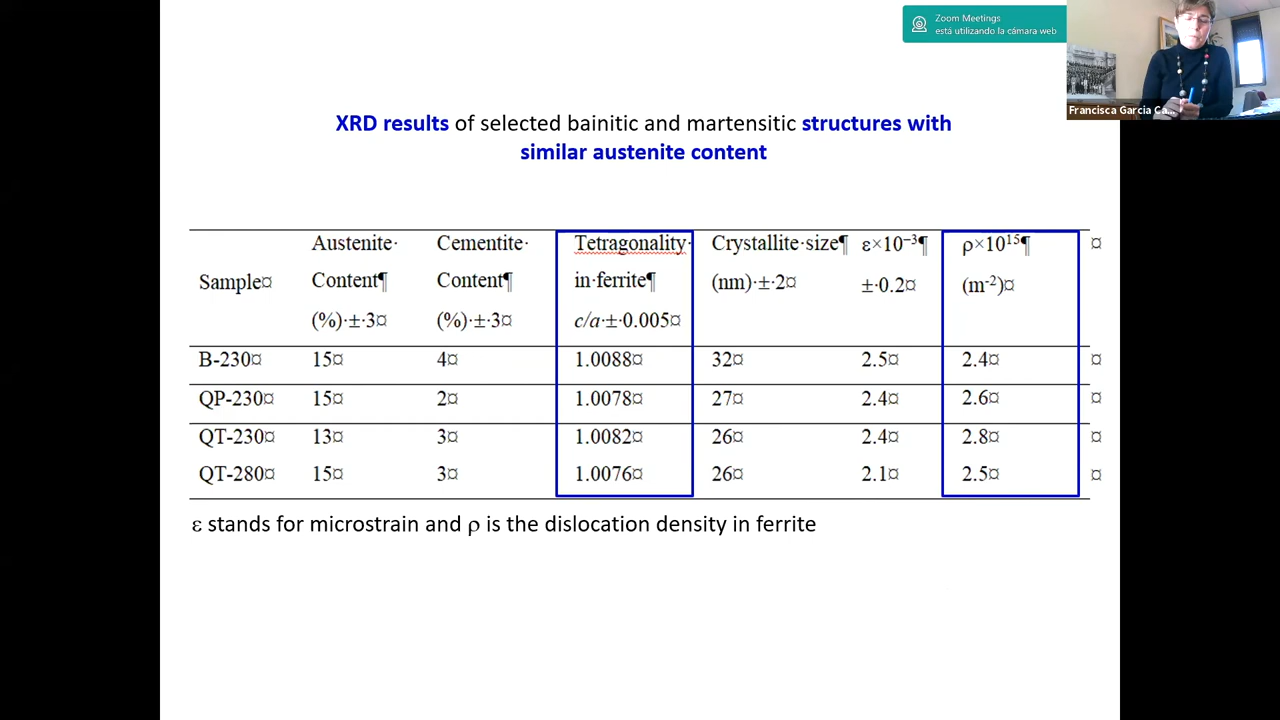 Zoom Meetings
está utilizando la cámara web
Francisca Garcia Ca...
XRD results of selected bainitic and martensitic structures with
similar austenite content
Sample¤ Austenite· Content¶ (%)·±·3¤ Cementite· Content¶ (%)·±·3¤ Tetragonality· in·ferrite¶ c/a·±·0.005¤ Crystallite·size¶ (nm)·±·2¤ ε×10⁻³¶ ±·0.2¤ ρ×10¹⁵¶ (m⁻²)¤ ¤
B-230¤ 15¤ 4¤ 1.0088¤ 32¤ 2.5¤ 2.4¤ ¤
QP-230¤ 15¤ 2¤ 1.0078¤ 27¤ 2.4¤ 2.6¤ ¤
QT-230¤ 13¤ 3¤ 1.0082¤ 26¤ 2.4¤ 2.8¤ ¤
QT-280¤ 15¤ 3¤ 1.0076¤ 26¤ 2.1¤ 2.5¤ ¤
ε stands for microstrain and ρ is the dislocation density in ferrite